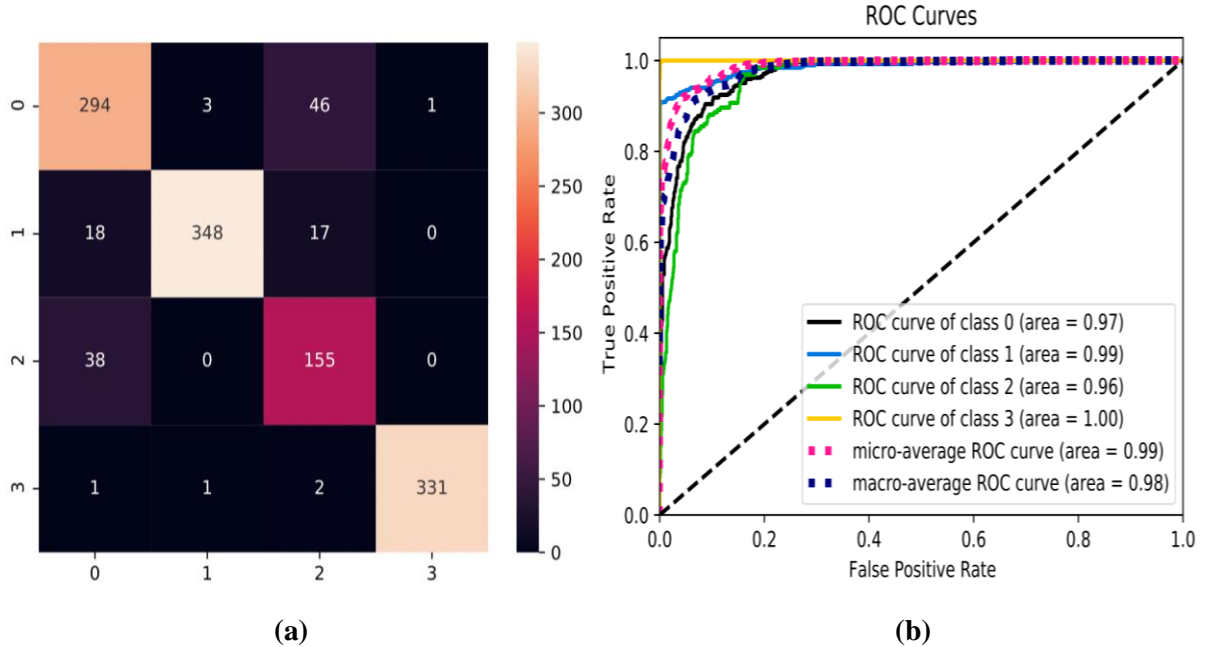 ROC Curves
0
294 3 46 1
1
18 348 17 0
2
38 0 155 0
3
1 1 2 331
0 1 2 3
300
250
200
150
100
50
0
(a)
True Positive Rate
1.0
0.8
0.6
0.4
0.2
0.0
ROC curve of class 0 (area = 0.97)
ROC curve of class 1 (area = 0.99)
ROC curve of class 2 (area = 0.96)
ROC curve of class 3 (area = 1.00)
micro-average ROC curve (area = 0.99)
macro-average ROC curve (area = 0.98)
0.0 0.2 0.4 0.6 0.8 1.0
False Positive Rate
(b)